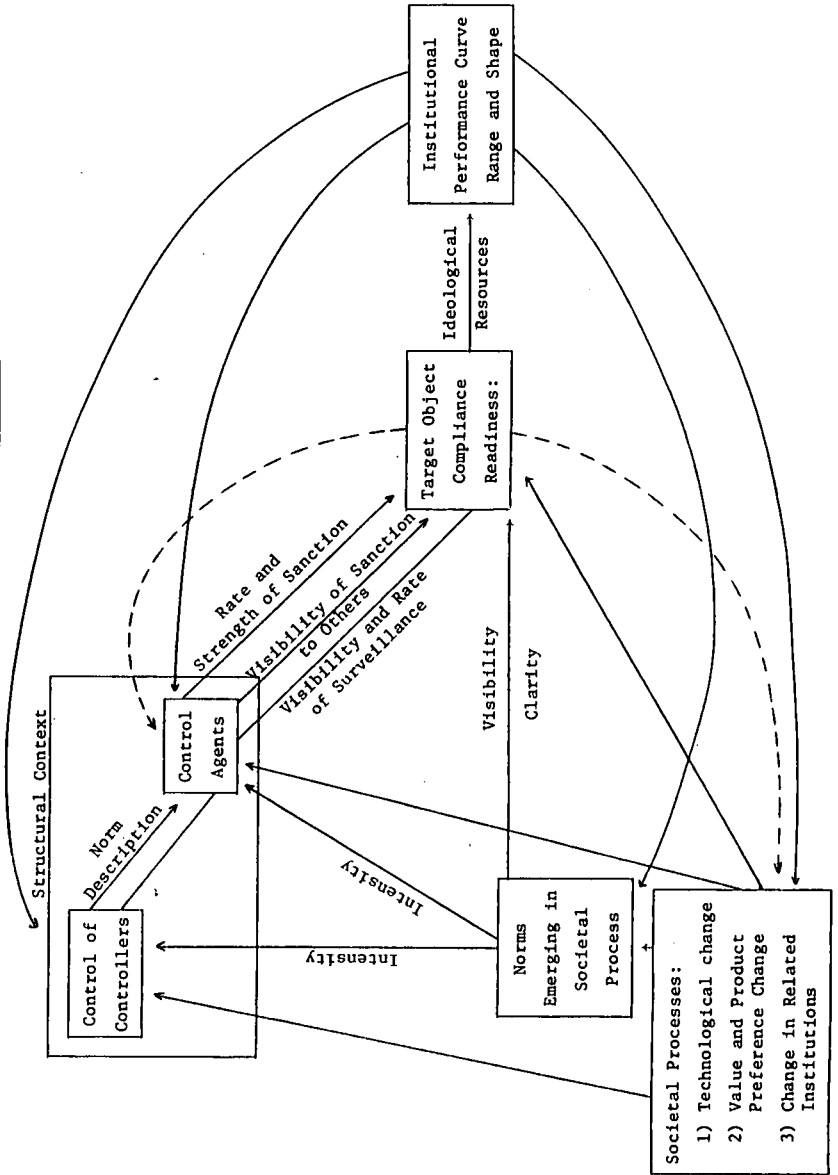 Structural Context
Control of
Controllers
Norm
Description
Control
Agents
Rate and
Strength of Sanction
Visibility of Sanction
to Others
Visibility and Rate
of Surveillance
Target Object
Compliance
Readiness:
Ideological
Resources
Institutional
Performance Curve
Range and Shape
Intensity
Intensity
Visibility
Clarity
Norms
Emerging in
Societal
Process
Societal Processes:
1) Technological change
2) Value and Product
Preference Change
3) Change in Related
Institutions